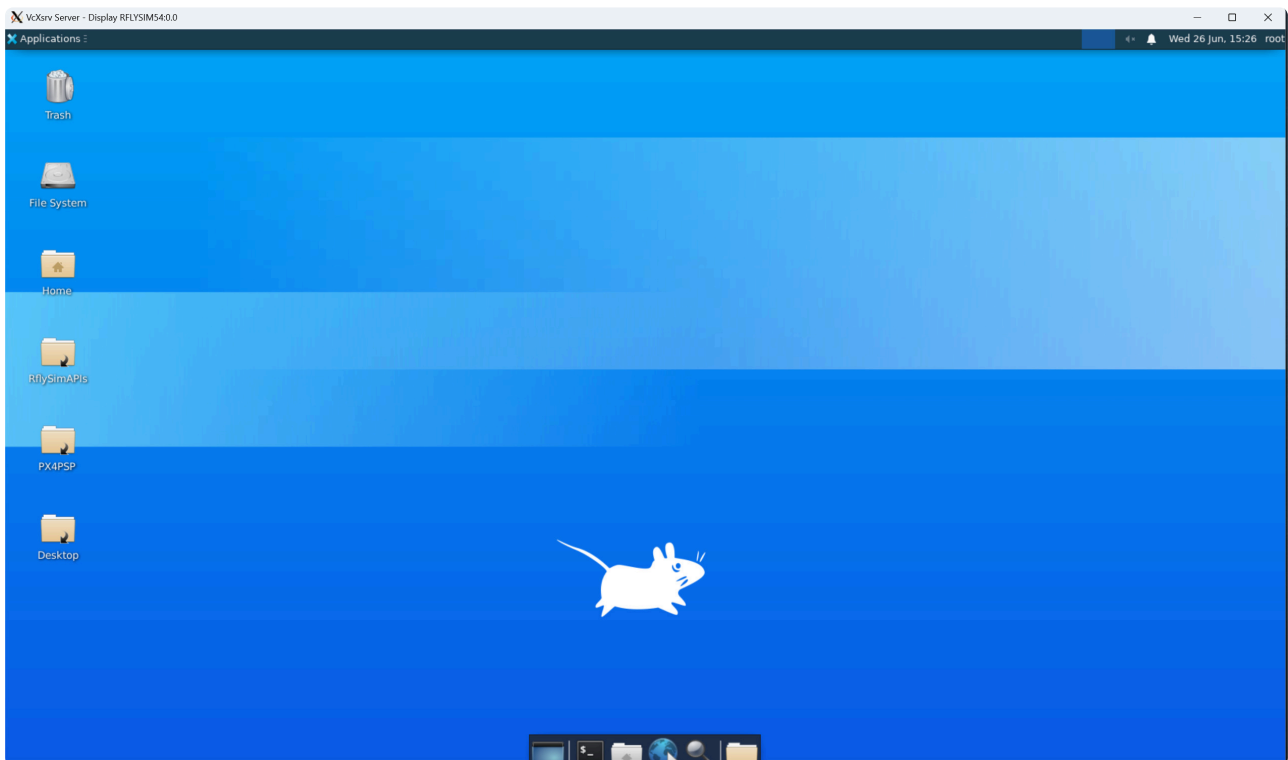 VcXsrv Server - Display RFLYSIM54:0.0
Applications
Wed 26 Jun, 15:26 root
Trash
File System
Home
RflySimAPIs
PX4PSP
Desktop
$_